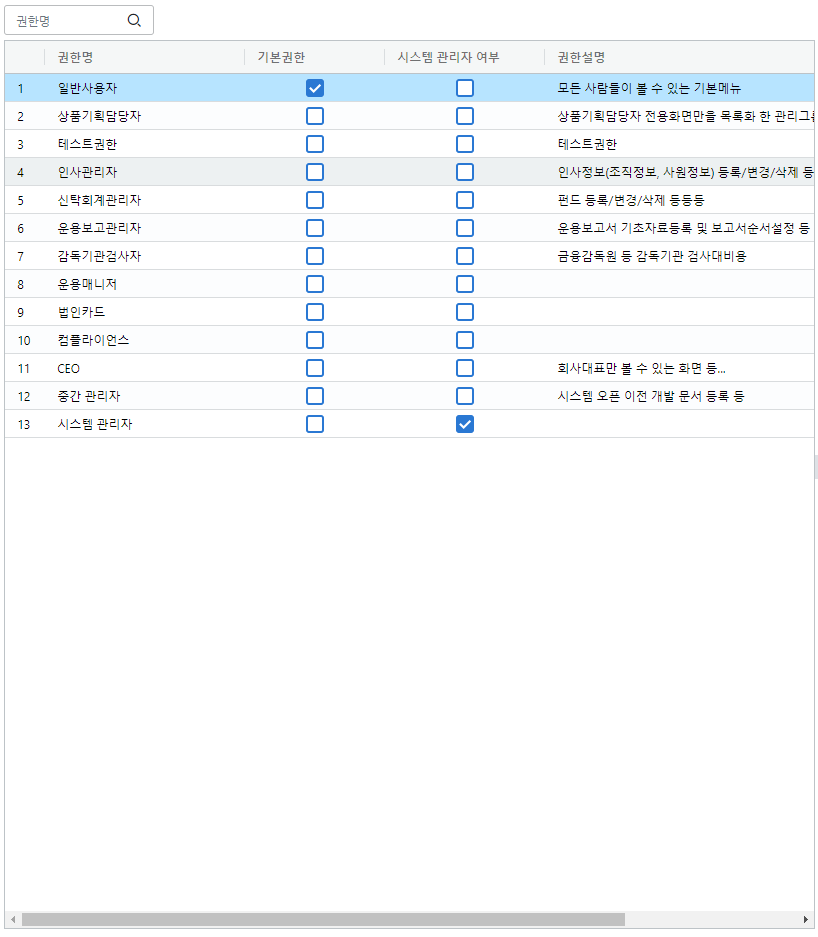 권한명
권한명 기본권한 시스템 관리자 여부 권한설명
1 일반사용자 모든 사람들이 볼 수 있는 기본메뉴
2 상품기획담당자 상품기획담당자 전용화면만을 목록화 한 관리그룹
3 테스트권한 테스트권한
4 인사관리자 인사정보(조직정보, 사원정보) 등록/변경/삭제 등
5 신탁회계관리자 펀드 등록/변경/삭제 등등등
6 운용보고관리자 운용보고서 기초자료등록 및 보고서순서설정 등
7 감독기관검사자 금융감독원 등 감독기관 검사대비용
8 운용매니저
9 법인카드
10 컴플라이언스
11 CEO 회사대표만 볼 수 있는 화면 등...
12 중간 관리자 시스템 오픈 이전 개발 문서 등록 등
13 시스템 관리자